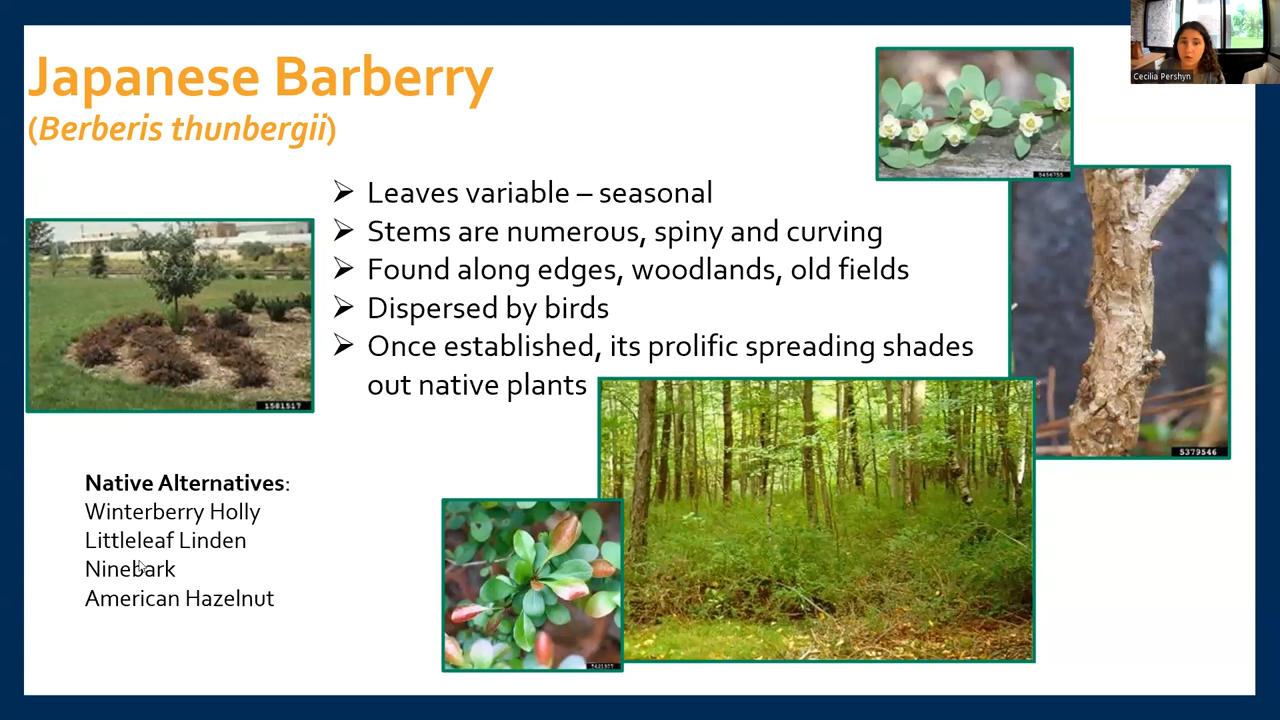 Japanese Barberry
(Berberis thunbergii)
Cecilia Pershyn
Leaves variable – seasonal
Stems are numerous, spiny and curving
Found along edges, woodlands, old fields
Dispersed by birds
Once established, its prolific spreading shades
out native plants
1581517
5379546
Native Alternatives:
Winterberry Holly
Littleleaf Linden
Ninebark
American Hazelnut